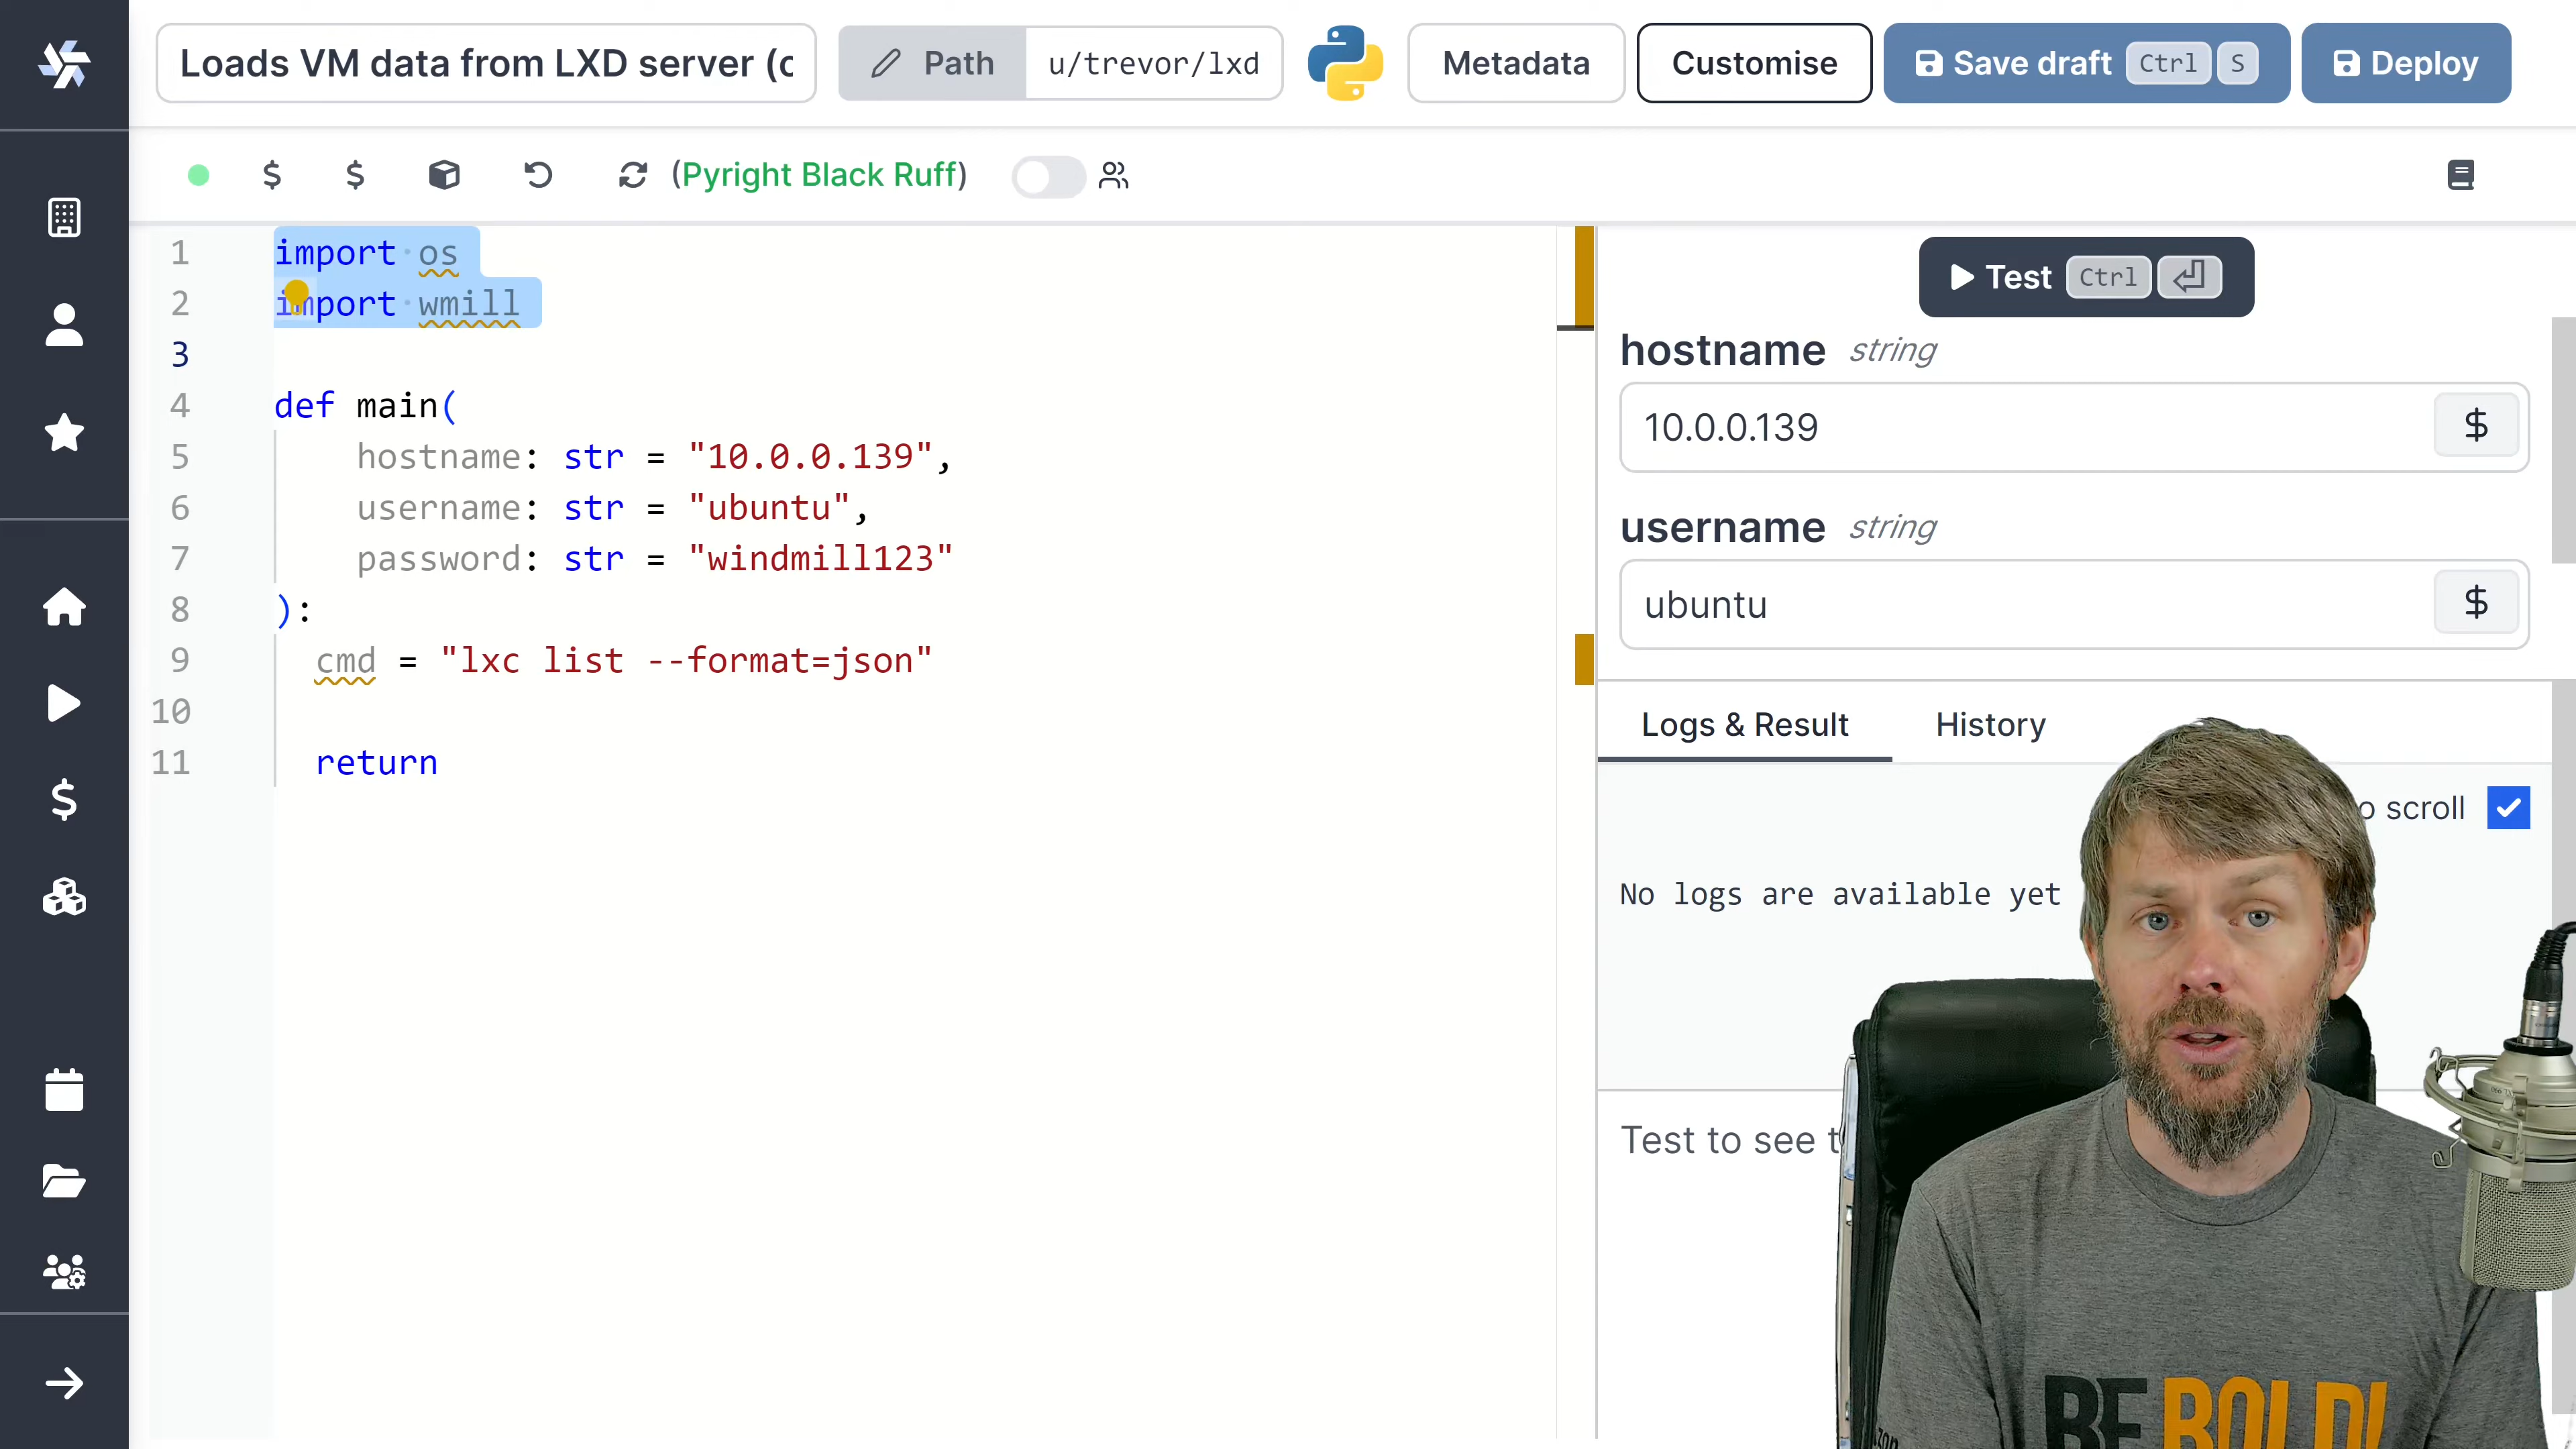 Loads VM data from LXD server (c
Path u/trevor/lxd
Metadata
Customise
Save draft Ctrl S
Deploy
(Pyright Black Ruff)
1 import os
2 import wmill
3
4 def main(
5 hostname: str = "10.0.0.139",
6 username: str = "ubuntu",
7 password: str = "windmill123"
8 ):
9 cmd = "lxc list --format=json"
10
11 return
Test Ctrl
hostname string
10.0.0.139
$
username string
ubuntu
$
Logs & Result History
o scroll
No logs are available yet
Test to see t
BE BOLD!